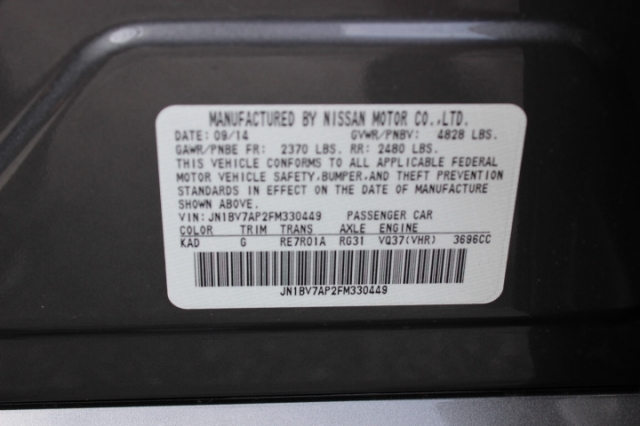 MANUFACTURED BY NISSAN MOTOR CO.,LTD.
DATE: 09/14 GVWR/PNBV: 4828 LBS.
GAWR/PNBE FR: 2370 LBS. RR: 2480 LBS.
THIS VEHICLE CONFORMS TO ALL APPLICABLE FEDERAL
MOTOR VEHICLE SAFETY,BUMPER,AND THEFT PREVENTION
STANDARDS IN EFFECT ON THE DATE OF MANUFACTURE
SHOWN ABOVE.
VIN: JN1BV7AP2FM330449 PASSENGER CAR
COLOR TRIM TRANS AXLE ENGINE
KAD G RE7R01A RG31 VQ37(VHR) 3696CC
JN1BV7AP2FM330449